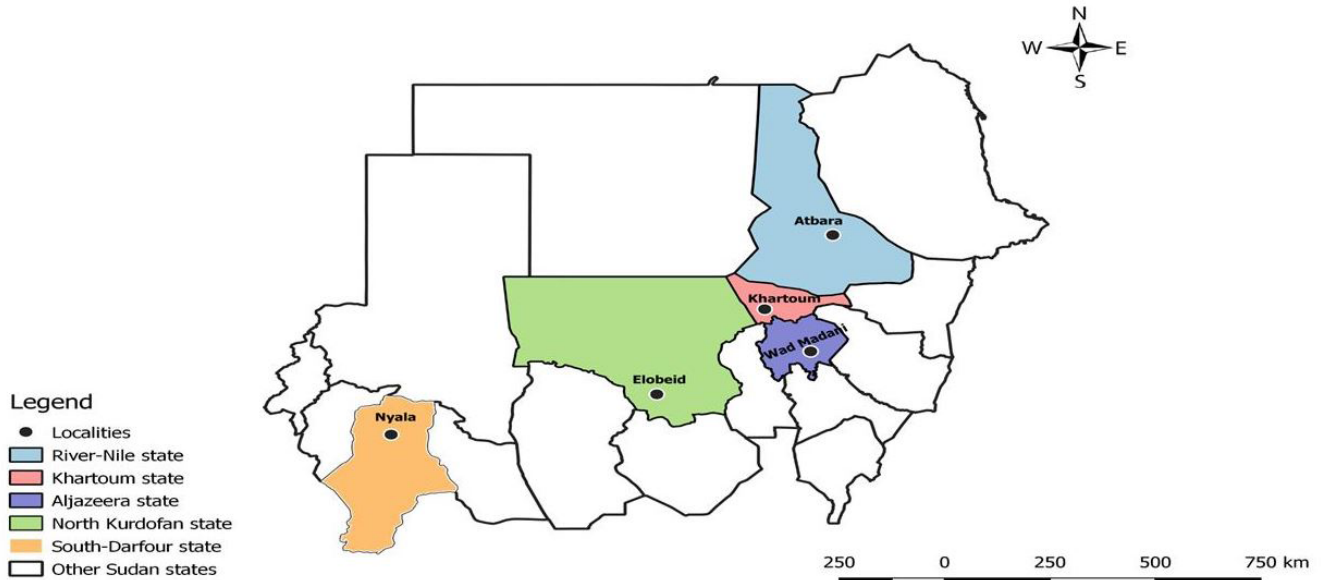 N
W E
S
Atbara
Khartoum
Wad Madani
Elobeid
Nyala
Legend
Localities
River-Nile state
Khartoum state
Aljazeera state
North Kurdofan state
South-Darfour state
Other Sudan states
250 0 250 500 750 km